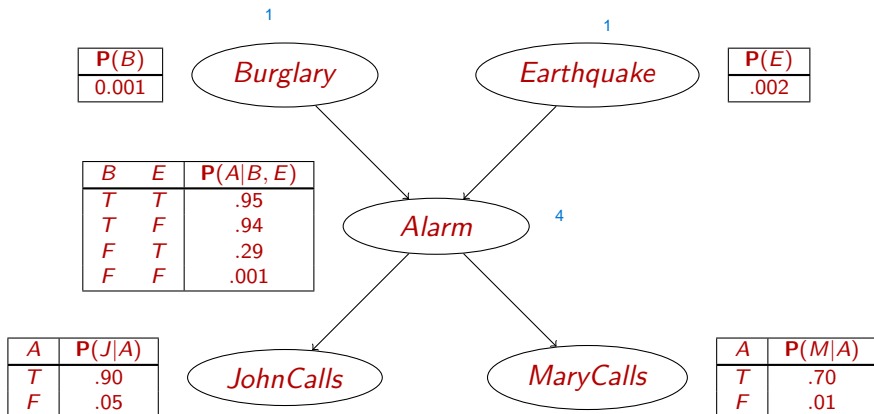 1
1
P(B)
0.001
Burglary
Earthquake
P(E)
.002
B E P(A|B, E)
T T .95
T F .94
F T .29
F F .001
Alarm
4
A P(J|A)
T .90
F .05
JohnCalls
MaryCalls
A P(M|A)
T .70
F .01